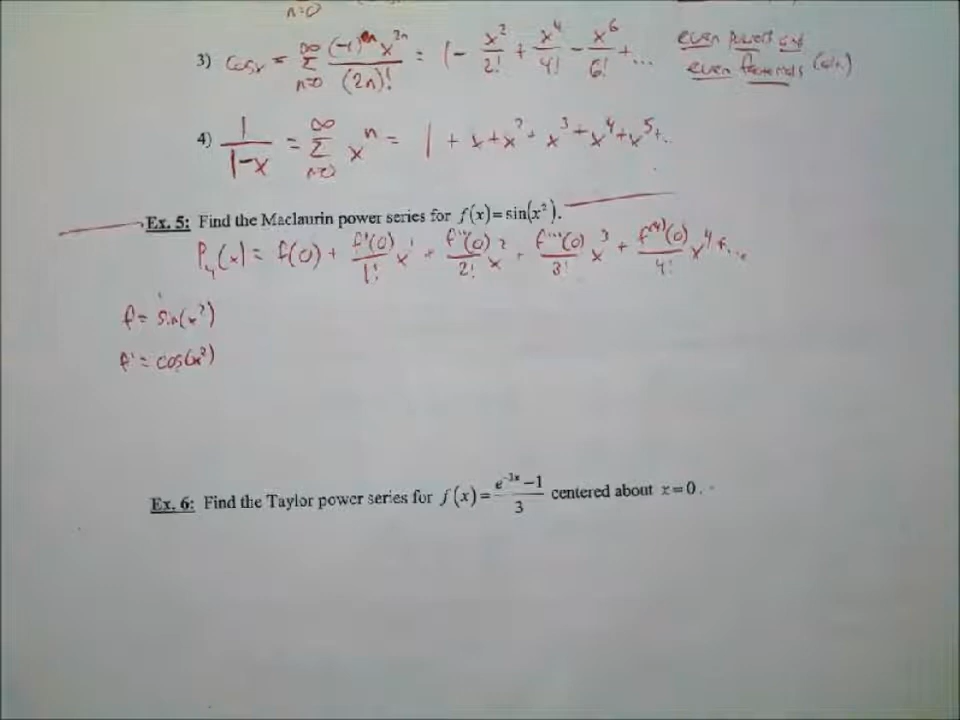 n=0
3) cosx = ∞ Σ n=0 (-1)^n x^{2n} / (2n)! = 1 - x²/2! + x⁴/4! - x⁶/6! + ... even powers and
even factorials (alt)
4) 1/(1-x) = ∞ Σ n=0 x^n = 1 + x + x² + x³ + x⁴ + x⁵ + ..
Ex. 5: Find the Maclaurin power series for f(x)=sin(x²).
P₄(x) = f(0) + f'(0)/1! x¹ + f''(0)/2! x² + f'''(0)/3! x³ + f⁽⁴⁾(0)/4! x⁴ + ...
f = sin(x²)
f' = cos(x²)
Ex. 6: Find the Taylor power series for f(x)= (e^{-3x} -1)/3 centered about x=0.